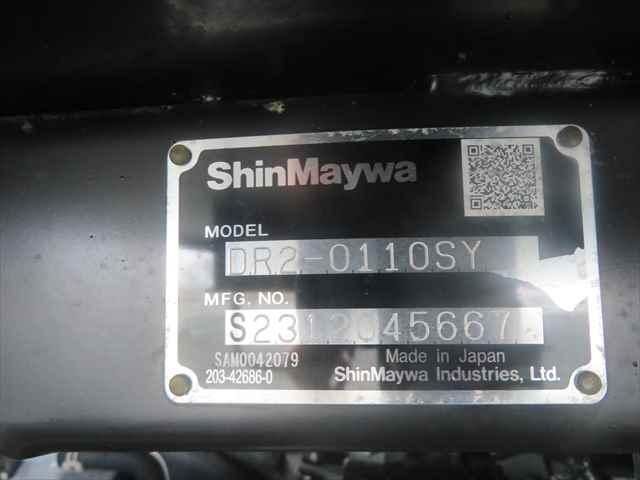 ShinMaywa
MODEL
DR2-0110SY
MFG. NO.
S2312045667
SAM0042079
Made in Japan
203-42686-0
ShinMaywa Industries, Ltd.